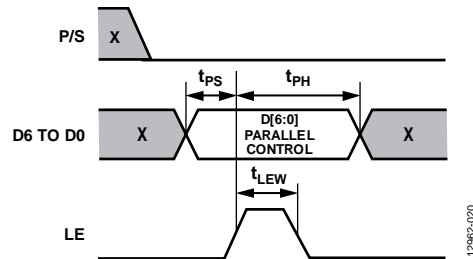 P/S X
tPS tPH
D6 TO D0 X D[6:0] X
PARALLEL
CONTROL
tLEW
LE
12962-020